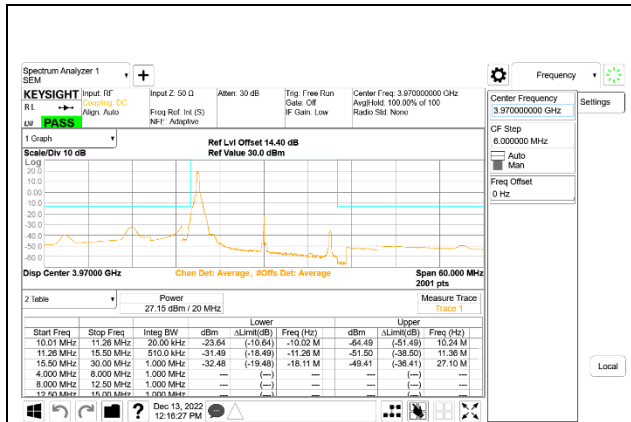 Spectrum Analyzer 1
SEM
Frequency
KEYSIGHT Input: RF Input Z: 50 Ω Atten: 30 dB Trig: Free Run Center Freq: 3.970000000 GHz
R L Coupling: DC Gate: Off Avg|Hold: 100.00% of 100
Align: Auto Freq Ref: Int (S) IF Gain: Low Radio Std: None
LW PASS NFE: Adaptive
Center Frequency
3.970000000 GHz
Settings
CF Step
6.000000 MHz
Auto
Man
Freq Offset
0 Hz
1 Graph
Ref Lvl Offset 14.40 dB
Scale/Div 10 dB Ref Value 30.0 dBm
Log
20.0
10.0
0.00
-10.0
-20.0
-30.0
-40.0
-50.0
-60.0
Disp Center 3.97000 GHz Chan Det: Average, #Offs Det: Average Span 60.000 MHz
2001 pts
2 Table Power Measure Trace
27.15 dBm / 20 MHz Trace 1
Lower Upper
Start Freq Stop Freq Integ BW dBm ΔLimit(dB) Freq (Hz) dBm ΔLimit(dB) Freq (Hz)
10.01 MHz 11.26 MHz 20.00 kHz -23.64 (-10.64) -10.02 M -64.49 (-51.49) 10.24 M
11.26 MHz 15.50 MHz 510.0 kHz -31.49 (-18.49) -11.26 M -51.50 (-38.50) 11.36 M
15.50 MHz 30.00 MHz 1.000 MHz -32.48 (-19.48) -18.11 M -49.41 (-36.41) 27.10 M
4.000 MHz 8.000 MHz 1.000 MHz --- (---) --- --- (---) ---
8.000 MHz 12.50 MHz 1.000 MHz --- (---) --- --- (---) ---
12.50 MHz 15.00 MHz 1.000 MHz --- (---) --- --- (---) ---
Local
? Dec 13, 2022
12:16:27 PM